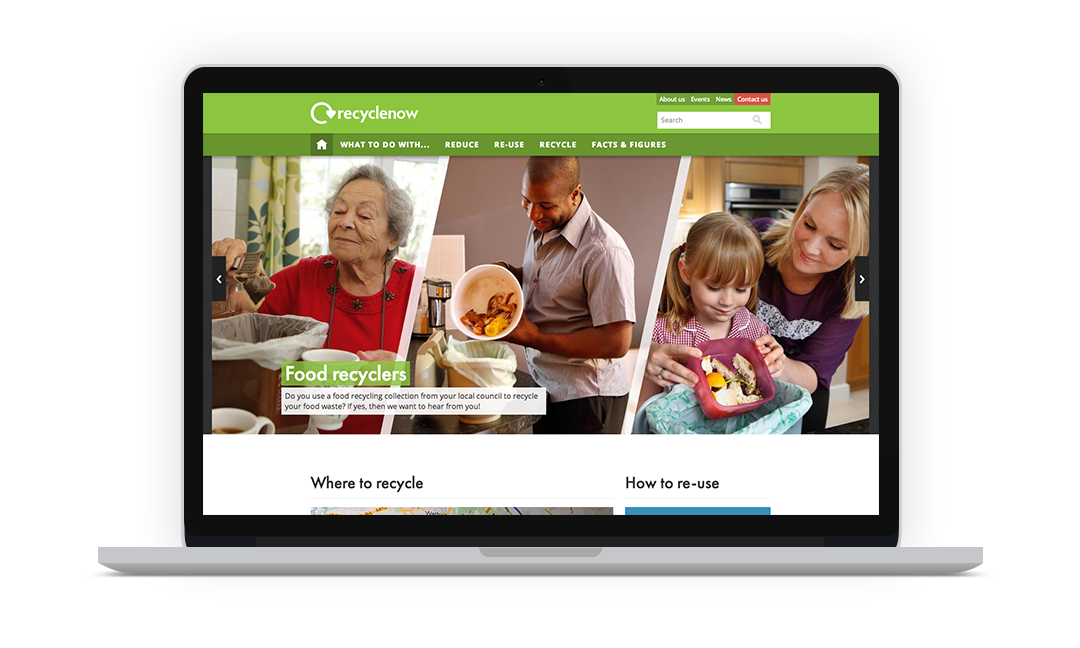 recyclenow
About us Events News Contact us
Search
WHAT TO DO WITH... REDUCE RE-USE RECYCLE FACTS & FIGURES
Food recyclers
Do you use a food recycling collection from your local council to recycle
your food waste? If yes, then we want to hear from you!
Where to recycle How to re-use